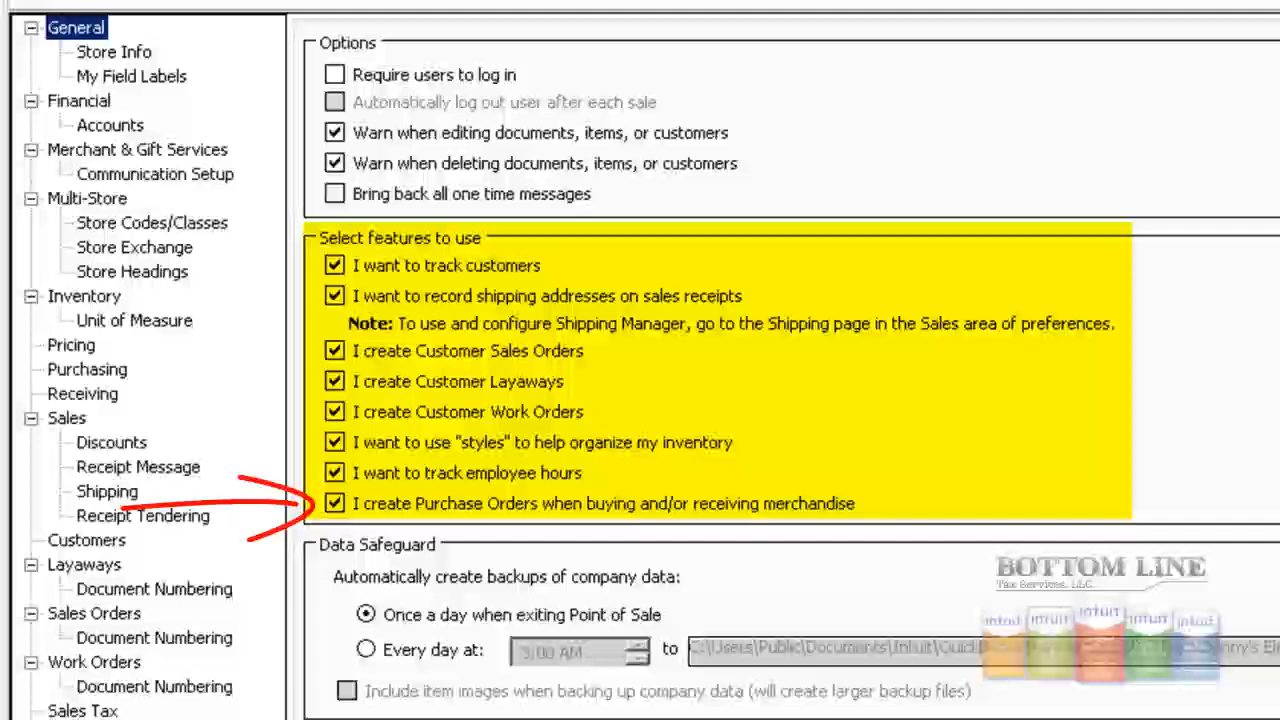 General
Store Info
My Field Labels
Financial
Accounts
Merchant & Gift Services
Communication Setup
Multi-Store
Store Codes/Classes
Store Exchange
Store Headings
Inventory
Unit of Measure
Pricing
Purchasing
Receiving
Sales
Discounts
Receipt Message
Shipping
Receipt Tendering
Customers
Layaways
Document Numbering
Sales Orders
Document Numbering
Work Orders
Document Numbering
Sales Tax
Options
Require users to log in
Automatically log out user after each sale
Warn when editing documents, items, or customers
Warn when deleting documents, items, or customers
Bring back all one time messages
Select features to use
I want to track customers
I want to record shipping addresses on sales receipts
Note: To use and configure Shipping Manager, go to the Shipping page in the Sales area of preferences.
I create Customer Sales Orders
I create Customer Layaways
I create Customer Work Orders
I want to use "styles" to help organize my inventory
I want to track employee hours
I create Purchase Orders when buying and/or receiving merchandise
Data Safeguard
Automatically create backups of company data:
Once a day when exiting Point of Sale
Every day at: 3:00 AM to C:\Users\Public\Documents\Intuit\
Include item images when backing up company data (will create larger backup files)
BOTTOM LINE
Tax Services, LLC.
intuit intuit intuit intuit intuit